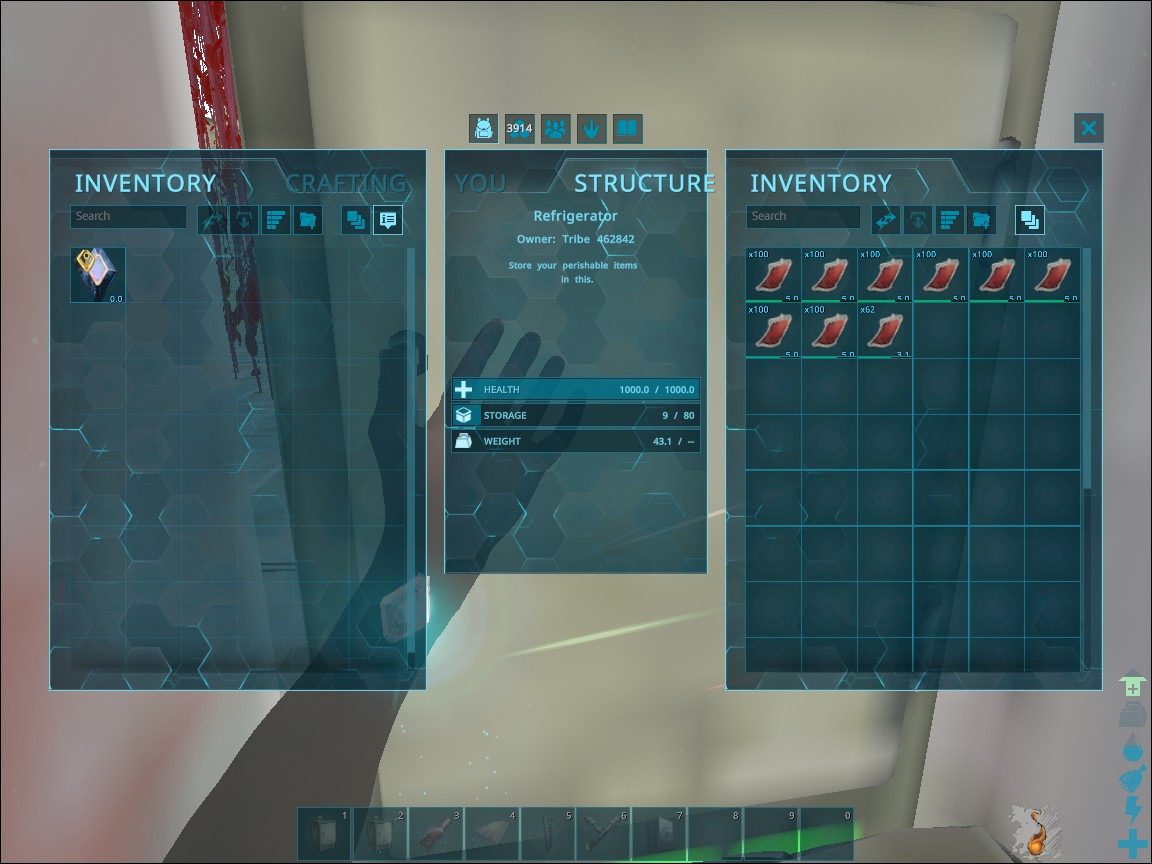 3914
INVENTORY
CRAFTING
YOU
STRUCTURE
INVENTORY
Search
Refrigerator
Owner: Tribe 462842
Store your perishable items
in this.
Search
0.0
x100 x100 x100 x100 x100 x100
5.0 5.0 5.0 5.0 5.0 5.0
x100 x100 x62
5.0 5.0 3.1
HEALTH 1000.0 / 1000.0
STORAGE 9 / 80
WEIGHT 43.1 / --
1 2 3 4 5 6 7 8 9 0